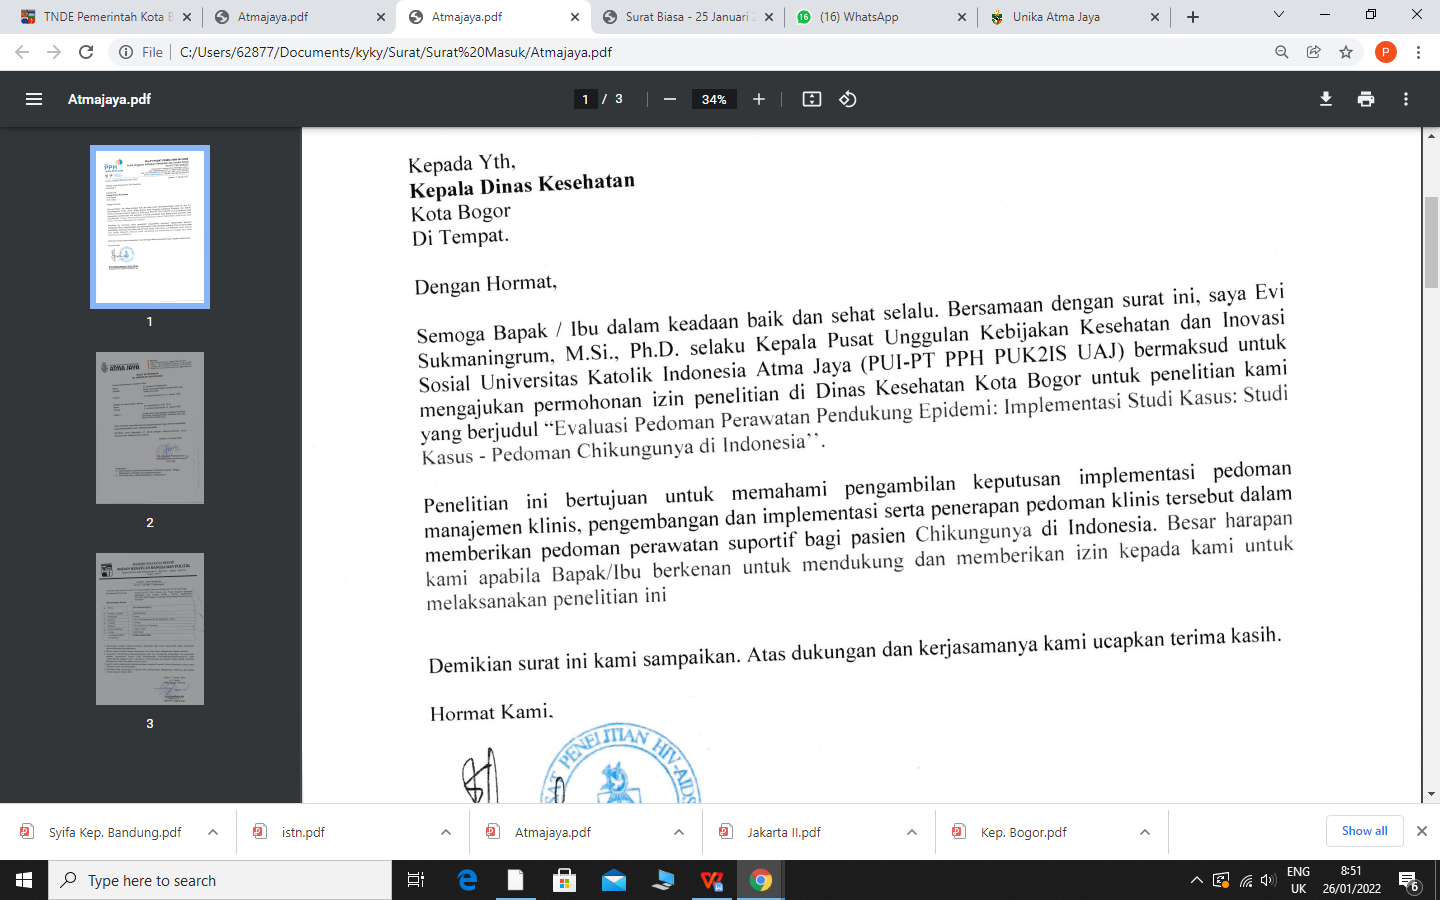 TNDE Pemerintah Kota B
Atmajaya.pdf
Atmajaya.pdf
Surat Biasa - 25 Januari 2
(16) WhatsApp
Unika Atma Jaya
File
C:/Users/62877/Documents/kyky/Surat/Surat%20Masuk/Atmajaya.pdf
P
Atmajaya.pdf
1 / 3
34%
PPH
1
ATMA JAYA
2
BADAN KESATUAN BANGSA DAN POLITIK
3
Kepada Yth,
Kepala Dinas Kesehatan
Kota Bogor
Di Tempat.
Dengan Hormat,
Semoga Bapak / Ibu dalam keadaan baik dan sehat selalu. Bersamaan dengan surat ini, saya Evi
Sukmaningrum, M.Si., Ph.D. selaku Kepala Pusat Unggulan Kebijakan Kesehatan dan Inovasi
Sosial Universitas Katolik Indonesia Atma Jaya (PUI-PT PPH PUK2IS UAJ) bermaksud untuk
mengajukan permohonan izin penelitian di Dinas Kesehatan Kota Bogor untuk penelitian kami
yang berjudul “Evaluasi Pedoman Perawatan Pendukung Epidemi: Implementasi Studi Kasus: Studi
Kasus - Pedoman Chikungunya di Indonesia’’.
Penelitian ini bertujuan untuk memahami pengambilan keputusan implementasi pedoman
manajemen klinis, pengembangan dan implementasi serta penerapan pedoman klinis tersebut dalam
memberikan pedoman perawatan suportif bagi pasien Chikungunya di Indonesia. Besar harapan
kami apabila Bapak/Ibu berkenan untuk mendukung dan memberikan izin kepada kami untuk
melaksanakan penelitian ini
Demikian surat ini kami sampaikan. Atas dukungan dan kerjasamanya kami ucapkan terima kasih.
Hormat Kami,
PENELITIAN HIV-AIDS
Syifa Kep. Bandung.pdf
istn.pdf
Atmajaya.pdf
Jakarta II.pdf
Kep. Bogor.pdf
Show all
Type here to search
ENG
UK
8:51
26/01/2022
6